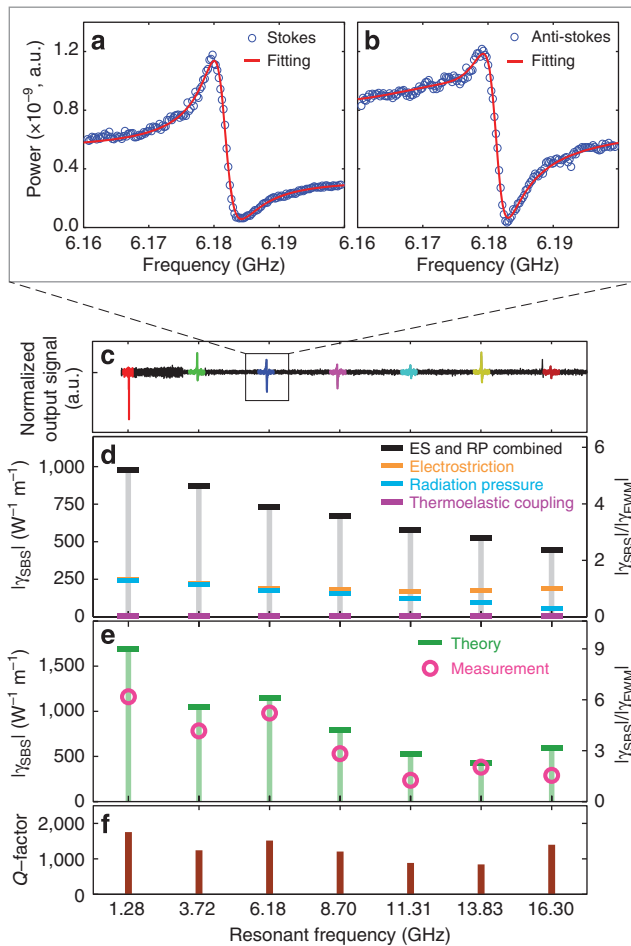 a
Stokes
Fitting
b
Anti-stokes
Fitting
Power (×10⁻⁹, a.u.)
1.2
0.8
0.4
0.0
6.16 6.17 6.18 6.19 6.16 6.17 6.18 6.19
Frequency (GHz) Frequency (GHz)
c
Normalized
output signal
(a.u.)
d
ES and RP combined
Electrostriction
Radiation pressure
Thermoelastic coupling
|γSBS| (W⁻¹ m⁻¹)
1,000
750
500
250
0
6
4
2
0
|γSBS|/|γFWM|
e
Theory
Measurement
|γSBS| (W⁻¹ m⁻¹)
1,500
1,000
500
0
9
6
3
0
|γSBS|/|γFWM|
f
Q–factor
2,000
1,000
0
1.28 3.72 6.18 8.70 11.31 13.83 16.30
Resonant frequency (GHz)